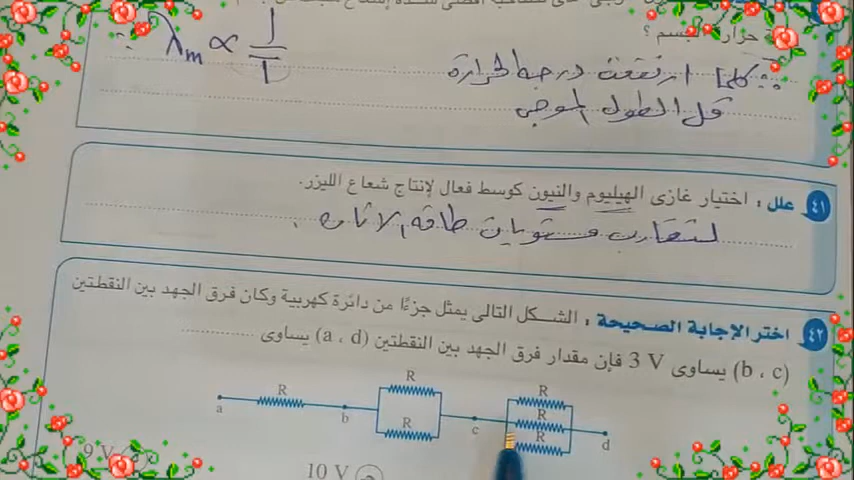 حرارة الجسم ؟
λm ∝ 1/T
كلما ارتفعت درجة الحرارة
قل الطول الموجى
٤١ علل : اختيار غازى الهيليوم والنيون كوسط فعال لإنتاج شعاع الليزر.
لتقارب مستويات طاقة الاثارة
٤٢ اختر الإجابة الصحيحة : الشكل التالى يمثل جزءًا من دائرة كهربية وكان فرق الجهد بين النقطتين
(b ، c) يساوى 3 V فإن مقدار فرق الجهد بين النقطتين (a ، d) يساوى
R R R
a R b R c R d
10 V 9 V